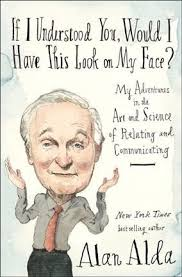 If I Understood You, Would I
Have This Look on My Face?
My Adventures
in the
Art and Science
of Relating and
Communicating
New York Times
bestselling author
Alan Alda